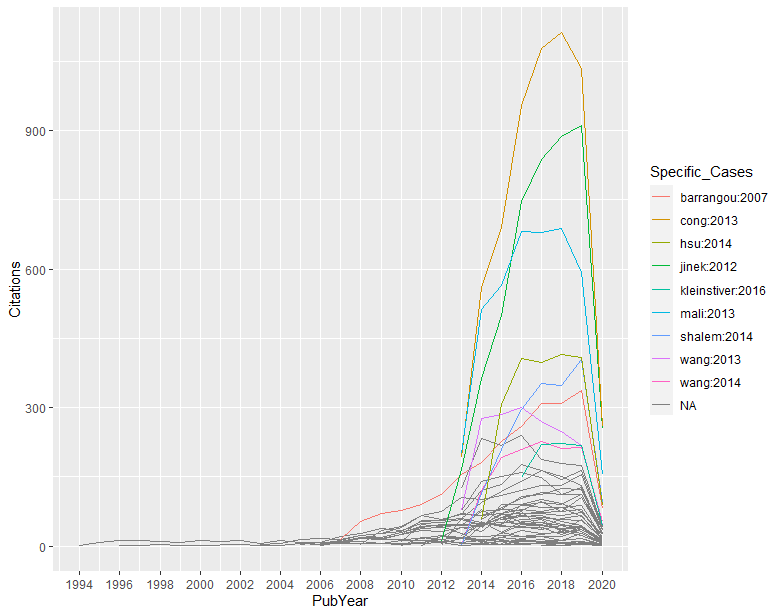 900
600
300
0
Citations
1994 1996 1998 2000 2002 2004 2006 2008 2010 2012 2014 2016 2018 2020
PubYear
Specific_Cases
barrangou:2007
cong:2013
hsu:2014
jinek:2012
kleinstiver:2016
mali:2013
shalem:2014
wang:2013
wang:2014
NA